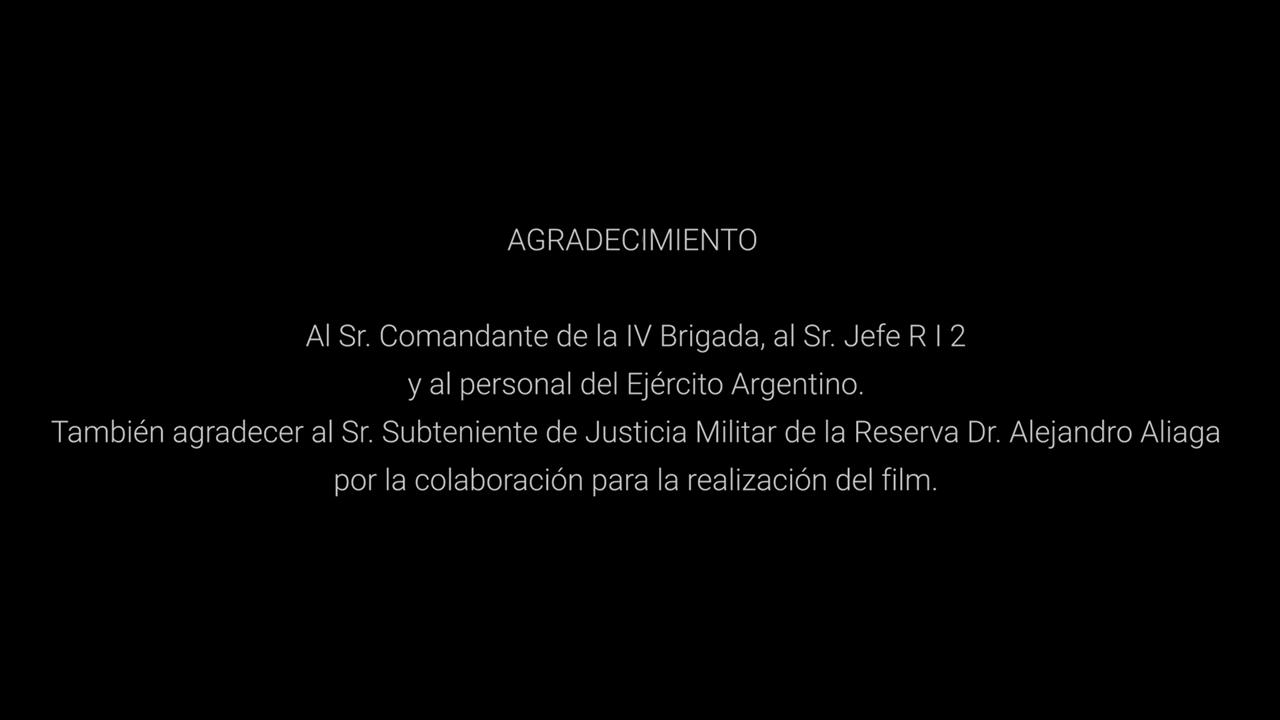 AGRADECIMIENTO
Al Sr. Comandante de la IV Brigada, al Sr. Jefe R I 2
y al personal del Ejército Argentino.
También agradecer al Sr. Subteniente de Justicia Militar de la Reserva Dr. Alejandro Aliaga
por la colaboración para la realización del film.